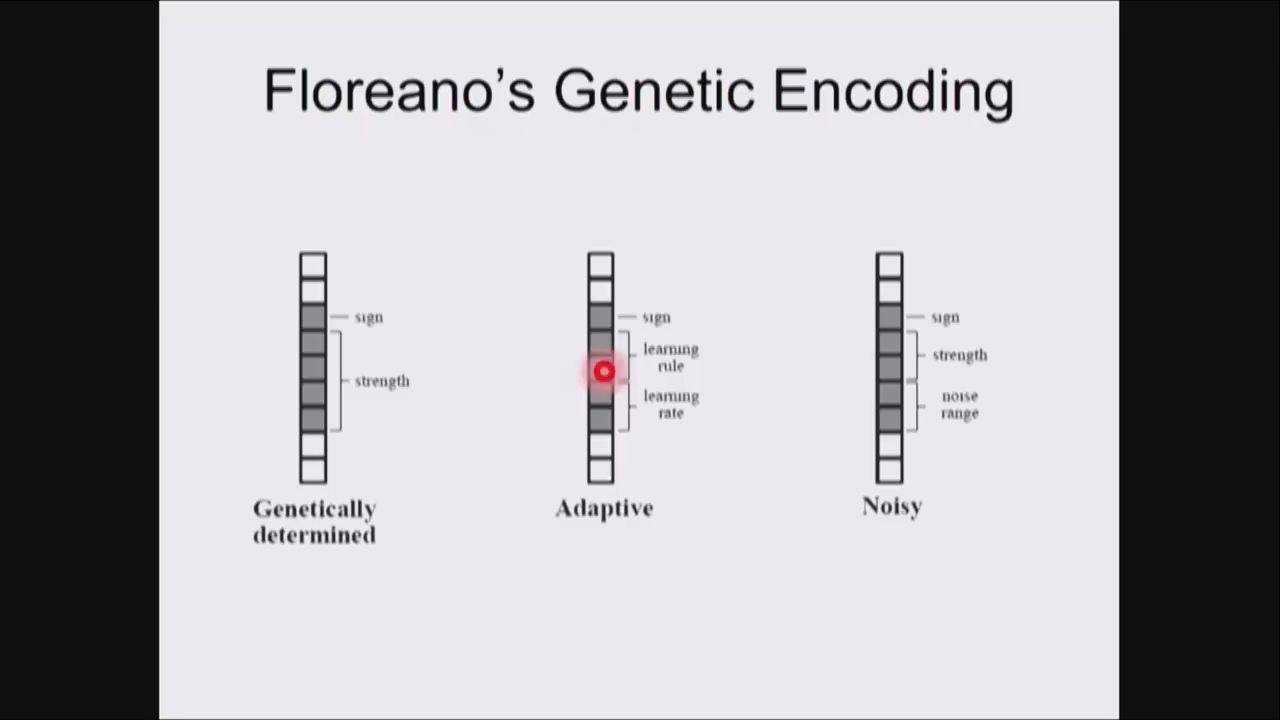 Floreano's Genetic Encoding
sign
strength
Genetically
determined
sign
learning
rule
learning
rate
Adaptive
sign
strength
noise
range
Noisy